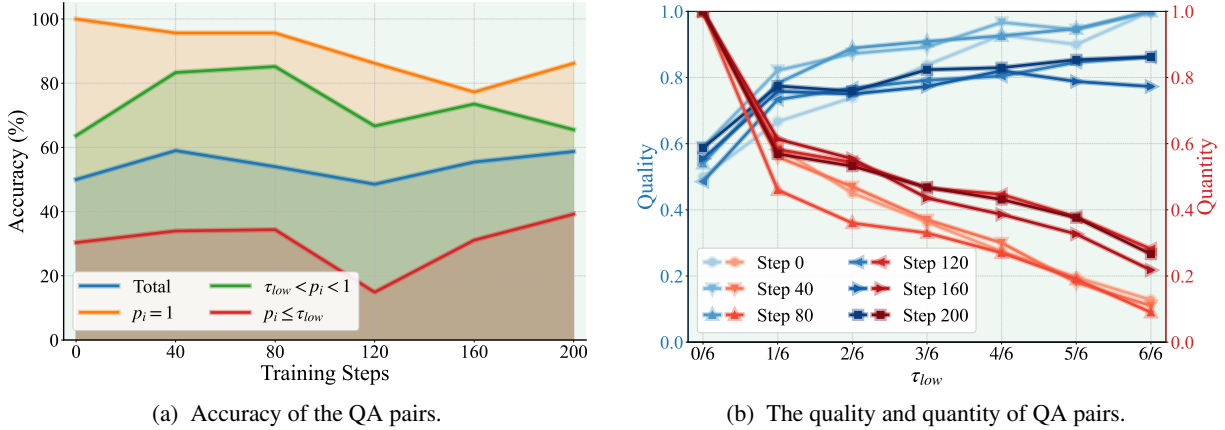 100
80
60
40
20
0
Accuracy (%)
Total
p_i = 1
τ_low < p_i < 1
p_i ≤ τ_low
0 40 80 120 160 200
Training Steps
(a) Accuracy of the QA pairs.
1.0
0.8
0.6
0.4
0.2
0.0
Quality
1.0
0.8
0.6
0.4
0.2
0.0
Quantity
Step 0
Step 40
Step 80
Step 120
Step 160
Step 200
0/6 1/6 2/6 3/6 4/6 5/6 6/6
τ_low
(b) The quality and quantity of QA pairs.